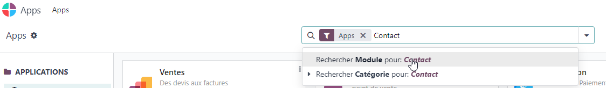 Apps Apps
Apps Apps × Contact
Rechercher Module pour: Contact
APPLICATIONS
Ventes
Rechercher Catégorie pour: Contact
Des devis aux factures